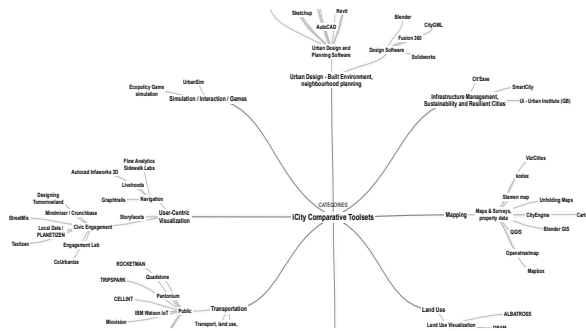 Sketchup
Revit
AutoCAD
Urban Design and
Planning Software
Blender
CityGML
Fusion 360
Design Software
Solidworks
Urban Design - Built Environment,
neighbourhood planning
UrbanSim
Ecopolicy Game
simulation
Simulation / Interaction / Games
Cit'Ease
SmartCity
Infrastructure Management,
Sustainability and Resilient Cities
UI - Urban Institute (GB)
Flow Analytics
Sidewalk Labs
Autocad Infaworks 3D
Livehoods
Graphtrails
Navigation
Designing
Tomorrowland
Mindmixer / Crunchbase
StreetMix
Local Data /
PLANETIZEN
Civic Engagement
Textizen
Engagement Lab
CoUrbanize
Storyfacets
User-Centric
Visualization
CATEGORIES
iCity Comparative Toolsets
VizCities
kodex
Stamen map
Unfolding Maps
Mapping
Maps & Surveys,
property data
CityEngine
Cart
Blender GIS
QGIS
Openstreetmap
Mapbox
ROCKETMAN
TRIPSPARK
Quadstone
CELLINT
Pantonium
IBM Watson IoT
Public
Miovision
Transportation
Transport, land use,
Land Use
ALBATROSS
Land Use Visualization